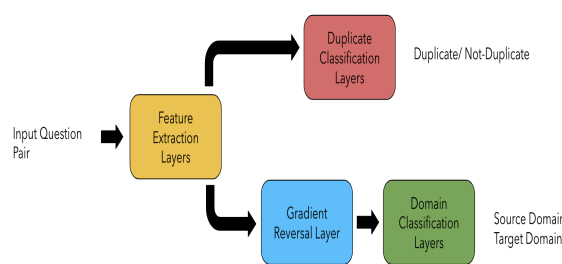 Duplicate
Classification
Layers
Duplicate/ Not-Duplicate
Input Question
Pair
Feature
Extraction
Layers
Gradient
Reversal Layer
Domain
Classification
Layers
Source Domain
Target Domain